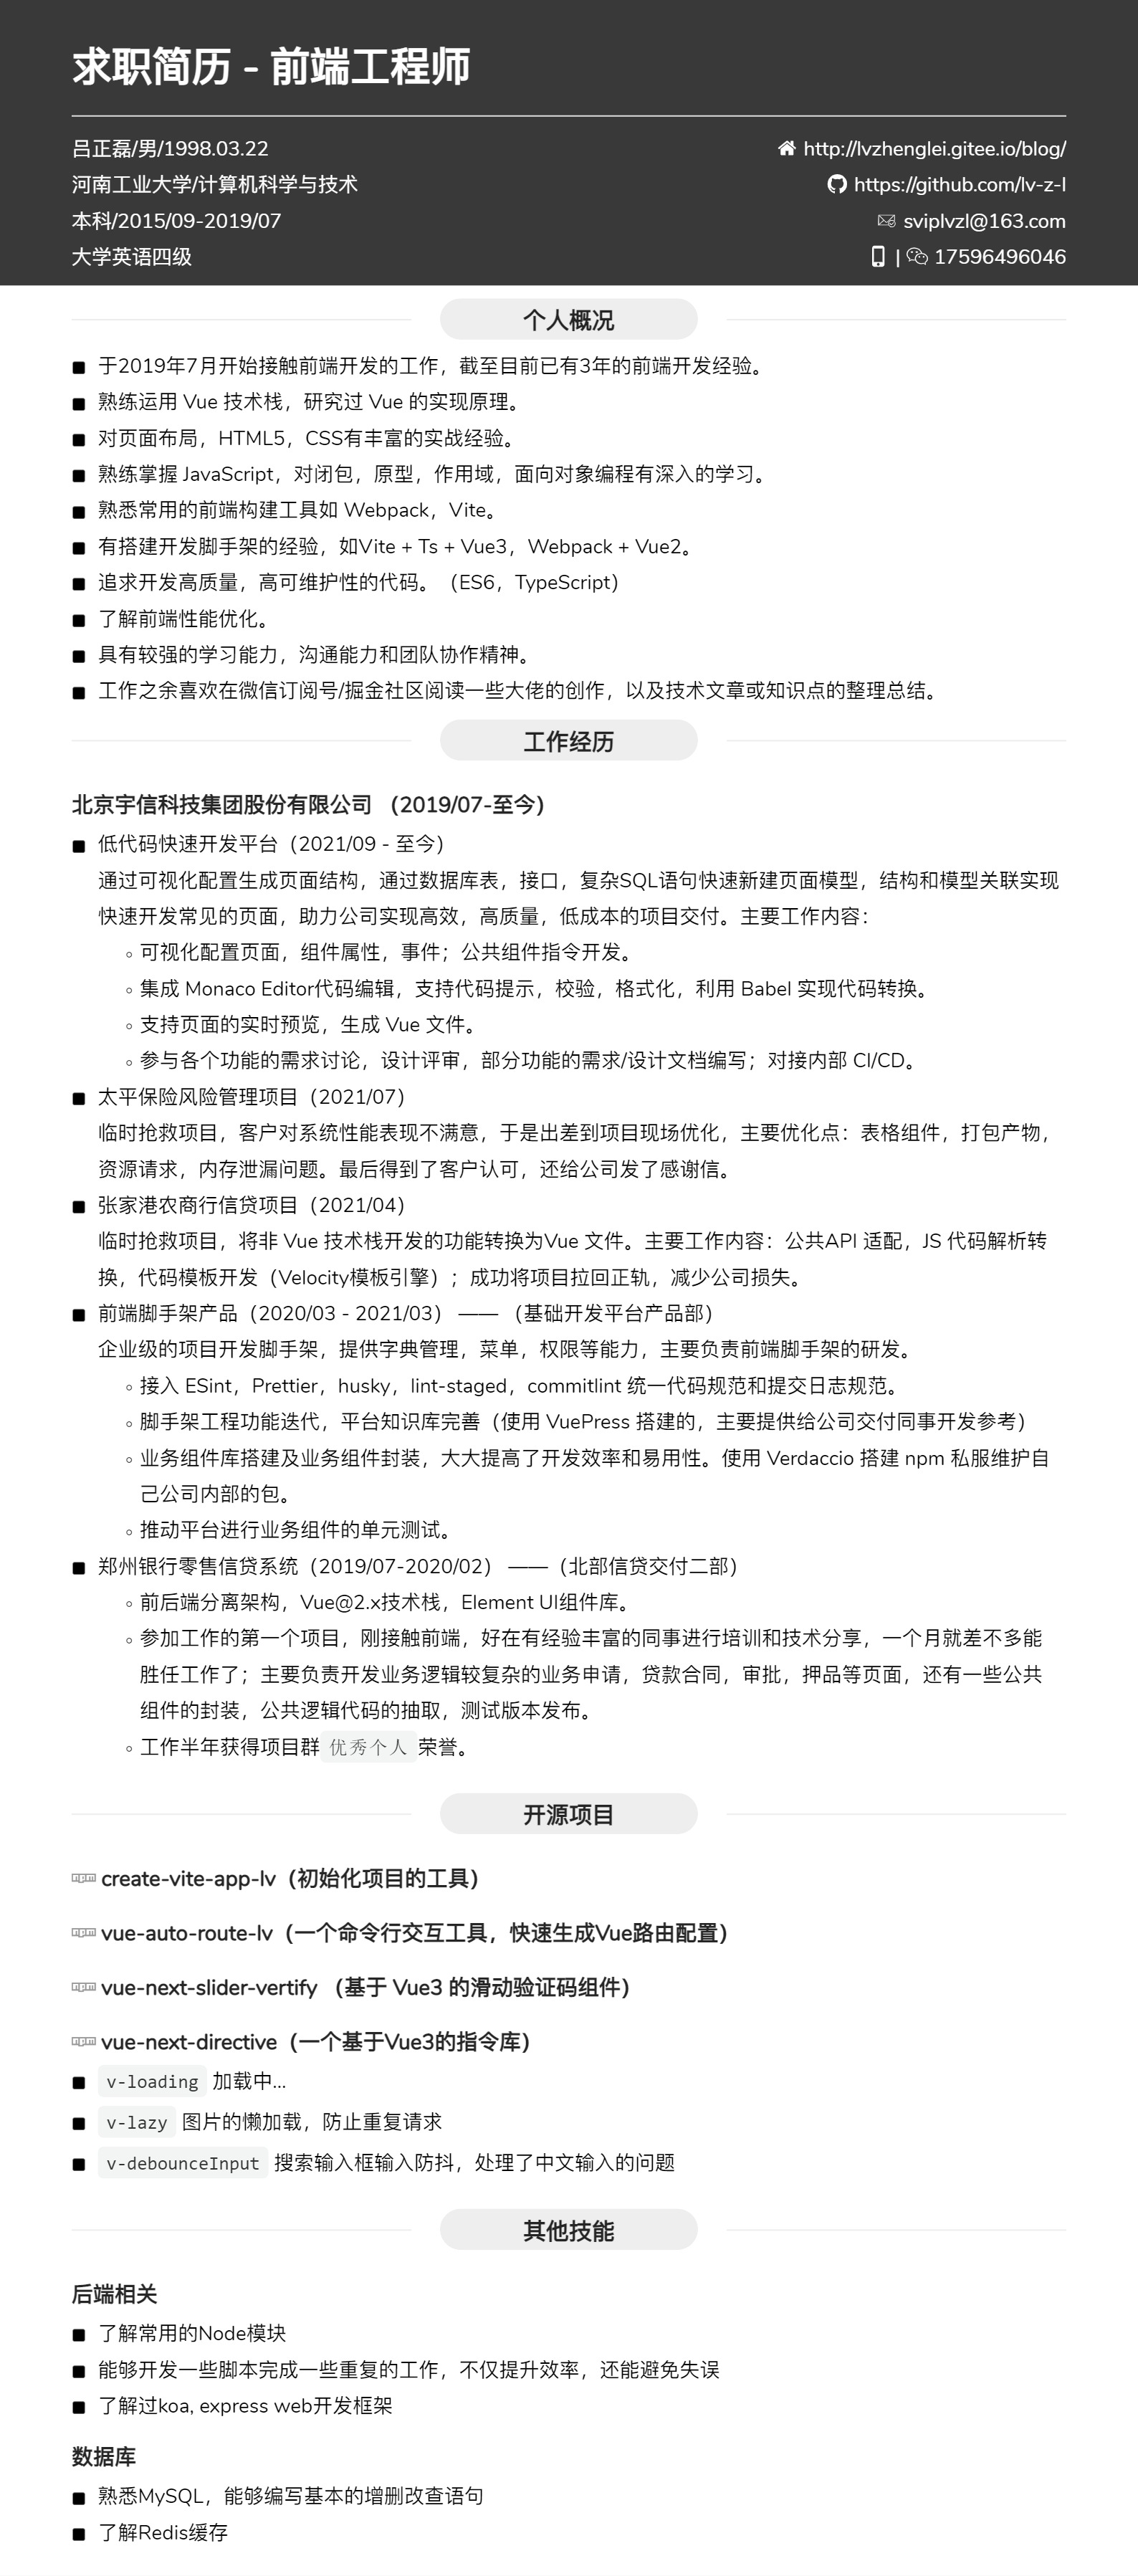 求职简历 - 前端工程师
吕正磊/男/1998.03.22
http://lvzhenglei.gitee.io/blog/
河南工业大学/计算机科学与技术
https://github.com/lv-z-l
本科/2015/09-2019/07
sviplvzl@163.com
大学英语四级
| 17596496046
个人概况
于2019年7月开始接触前端开发的工作，截至目前已有3年的前端开发经验。
熟练运用 Vue 技术栈，研究过 Vue 的实现原理。
对页面布局，HTML5，CSS有丰富的实战经验。
熟练掌握 JavaScript，对闭包，原型，作用域，面向对象编程有深入的学习。
熟悉常用的前端构建工具如 Webpack，Vite。
有搭建开发脚手架的经验，如Vite + Ts + Vue3，Webpack + Vue2。
追求开发高质量，高可维护性的代码。（ES6，TypeScript）
了解前端性能优化。
具有较强的学习能力，沟通能力和团队协作精神。
工作之余喜欢在微信订阅号/掘金社区阅读一些大佬的创作，以及技术文章或知识点的整理总结。
工作经历
北京宇信科技集团股份有限公司 （2019/07-至今）
低代码快速开发平台（2021/09 - 至今）
通过可视化配置生成页面结构，通过数据库表，接口，复杂SQL语句快速新建页面模型，结构和模型关联实现
快速开发常见的页面，助力公司实现高效，高质量，低成本的项目交付。主要工作内容：
可视化配置页面，组件属性，事件；公共组件指令开发。
集成 Monaco Editor代码编辑，支持代码提示，校验，格式化，利用 Babel 实现代码转换。
支持页面的实时预览，生成 Vue 文件。
参与各个功能的需求讨论，设计评审，部分功能的需求/设计文档编写；对接内部 CI/CD。
太平保险风险管理项目（2021/07）
临时抢救项目，客户对系统性能表现不满意，于是出差到项目现场优化，主要优化点：表格组件，打包产物，
资源请求，内存泄漏问题。最后得到了客户认可，还给公司发了感谢信。
张家港农商行信贷项目（2021/04）
临时抢救项目，将非 Vue 技术栈开发的功能转换为Vue 文件。主要工作内容：公共API 适配，JS 代码解析转
换，代码模板开发（Velocity模板引擎）；成功将项目拉回正轨，减少公司损失。
前端脚手架产品（2020/03 - 2021/03） —— （基础开发平台产品部）
企业级的项目开发脚手架，提供字典管理，菜单，权限等能力，主要负责前端脚手架的研发。
接入 ESint，Prettier，husky，lint-staged，commitlint 统一代码规范和提交日志规范。
脚手架工程功能迭代，平台知识库完善（使用 VuePress 搭建的，主要提供给公司交付同事开发参考）
业务组件库搭建及业务组件封装，大大提高了开发效率和易用性。使用 Verdaccio 搭建 npm 私服维护自
己公司内部的包。
推动平台进行业务组件的单元测试。
郑州银行零售信贷系统（2019/07-2020/02） ——（北部信贷交付二部）
前后端分离架构，Vue@2.x技术栈，Element UI组件库。
参加工作的第一个项目，刚接触前端，好在有经验丰富的同事进行培训和技术分享，一个月就差不多能
胜任工作了；主要负责开发业务逻辑较复杂的业务申请，贷款合同，审批，押品等页面，还有一些公共
组件的封装，公共逻辑代码的抽取，测试版本发布。
工作半年获得项目群 优秀个人 荣誉。
开源项目
create-vite-app-lv（初始化项目的工具）
vue-auto-route-lv（一个命令行交互工具，快速生成Vue路由配置）
vue-next-slider-vertify （基于 Vue3 的滑动验证码组件）
vue-next-directive（一个基于Vue3的指令库）
v-loading 加载中...
v-lazy 图片的懒加载，防止重复请求
v-debounceInput 搜索输入框输入防抖，处理了中文输入的问题
其他技能
后端相关
了解常用的Node模块
能够开发一些脚本完成一些重复的工作，不仅提升效率，还能避免失误
了解过koa, express web开发框架
数据库
熟悉MySQL，能够编写基本的增删改查语句
了解Redis缓存